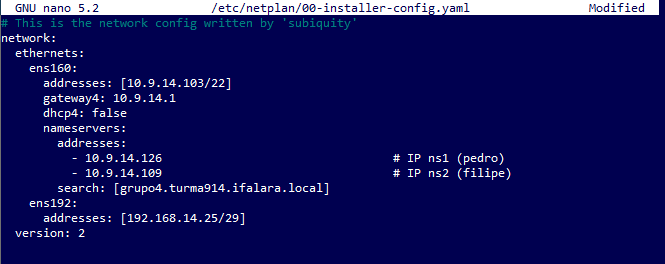 GNU nano 5.2 /etc/netplan/00-installer-config.yaml Modified
# This is the network config written by 'subiquity'
network:
  ethernets:
    ens160:
      addresses: [10.9.14.103/22]
      gateway4: 10.9.14.1
      dhcp4: false
      nameservers:
        addresses:
          - 10.9.14.126 # IP ns1 (pedro)
          - 10.9.14.109 # IP ns2 (filipe)
        search: [grupo4.turma914.ifalara.local]
    ens192:
      addresses: [192.168.14.25/29]
  version: 2